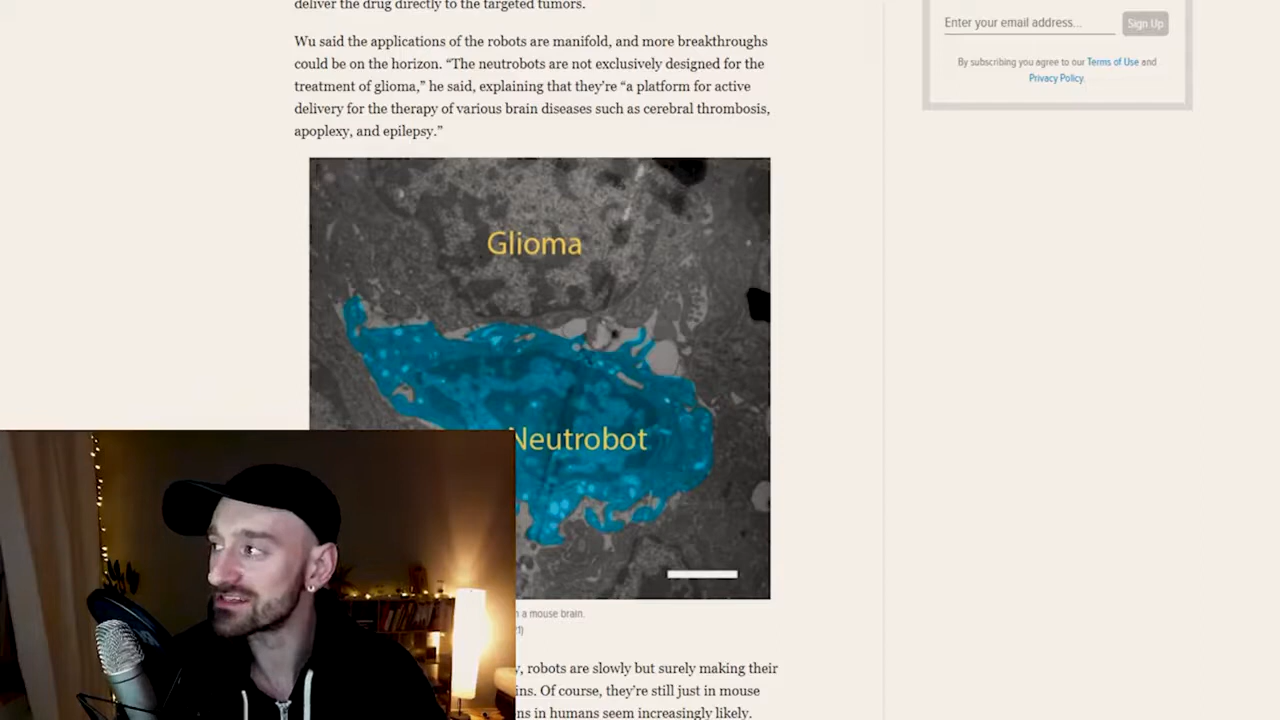 deliver the drug directly to the targeted tumors.
Wu said the applications of the robots are manifold, and more breakthroughs
could be on the horizon. “The neutrobots are not exclusively designed for the
treatment of glioma,” he said, explaining that they’re “a platform for active
delivery for the therapy of various brain diseases such as cerebral thrombosis,
apoplexy, and epilepsy.”
Glioma
Neutrobot
a mouse brain.
robots are slowly but surely making their
Of course, they’re still just in mouse
in humans seem increasingly likely.
Enter your email address...
Sign Up
By subscribing you agree to our Terms of Use and
Privacy Policy.